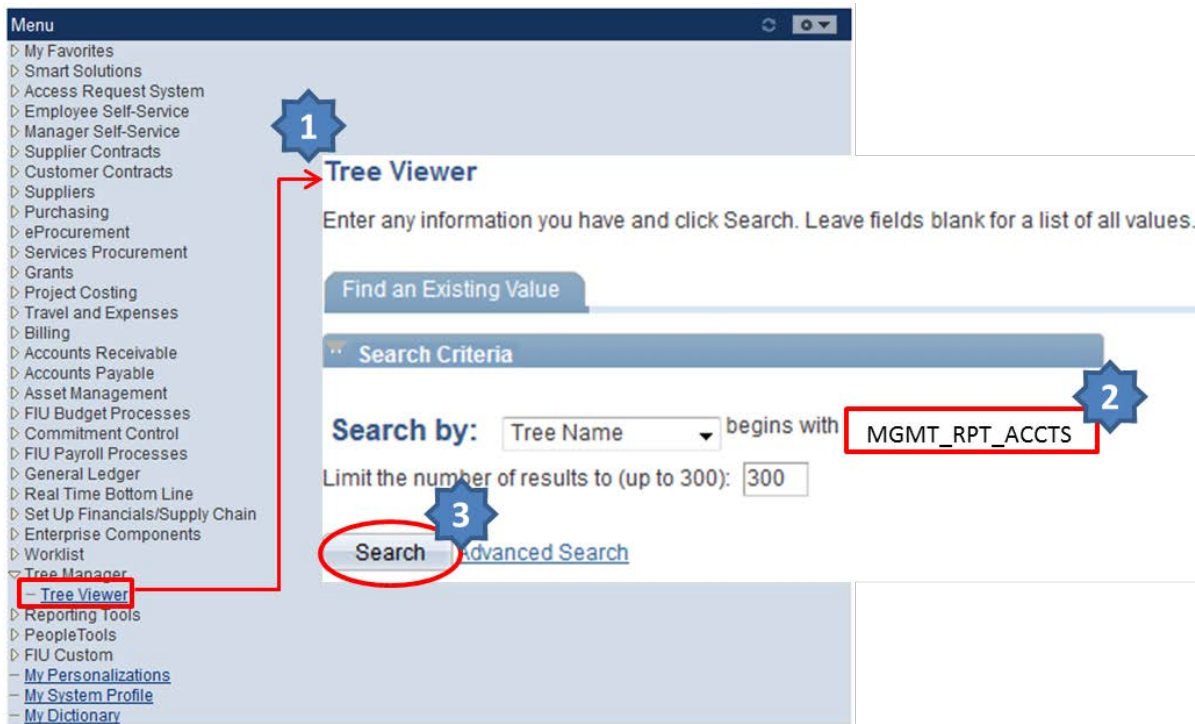 Menu
My Favorites
Smart Solutions
Access Request System
Employee Self-Service
Manager Self-Service
Supplier Contracts
Customer Contracts
Suppliers
Purchasing
eProcurement
Services Procurement
Grants
Project Costing
Travel and Expenses
Billing
Accounts Receivable
Accounts Payable
Asset Management
FIU Budget Processes
Commitment Control
FIU Payroll Processes
General Ledger
Real Time Bottom Line
Set Up Financials/Supply Chain
Enterprise Components
Worklist
Tree Manager
Tree Viewer
Reporting Tools
PeopleTools
FIU Custom
My Personalizations
My System Profile
My Dictionary
1
Tree Viewer
Enter any information you have and click Search. Leave fields blank for a list of all values.
Find an Existing Value
Search Criteria
2
Search by: Tree Name begins with MGMT_RPT_ACCTS
Limit the number of results to (up to 300): 300
3
Search Advanced Search